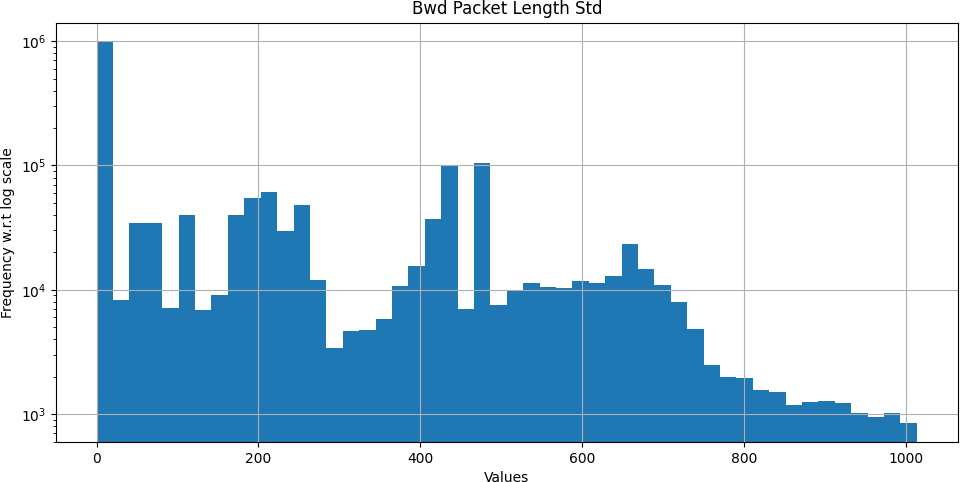 Bwd Packet Length Std
Frequency w.r.t log scale
10⁶
10⁵
10⁴
10³
0 200 400 600 800 1000
Values